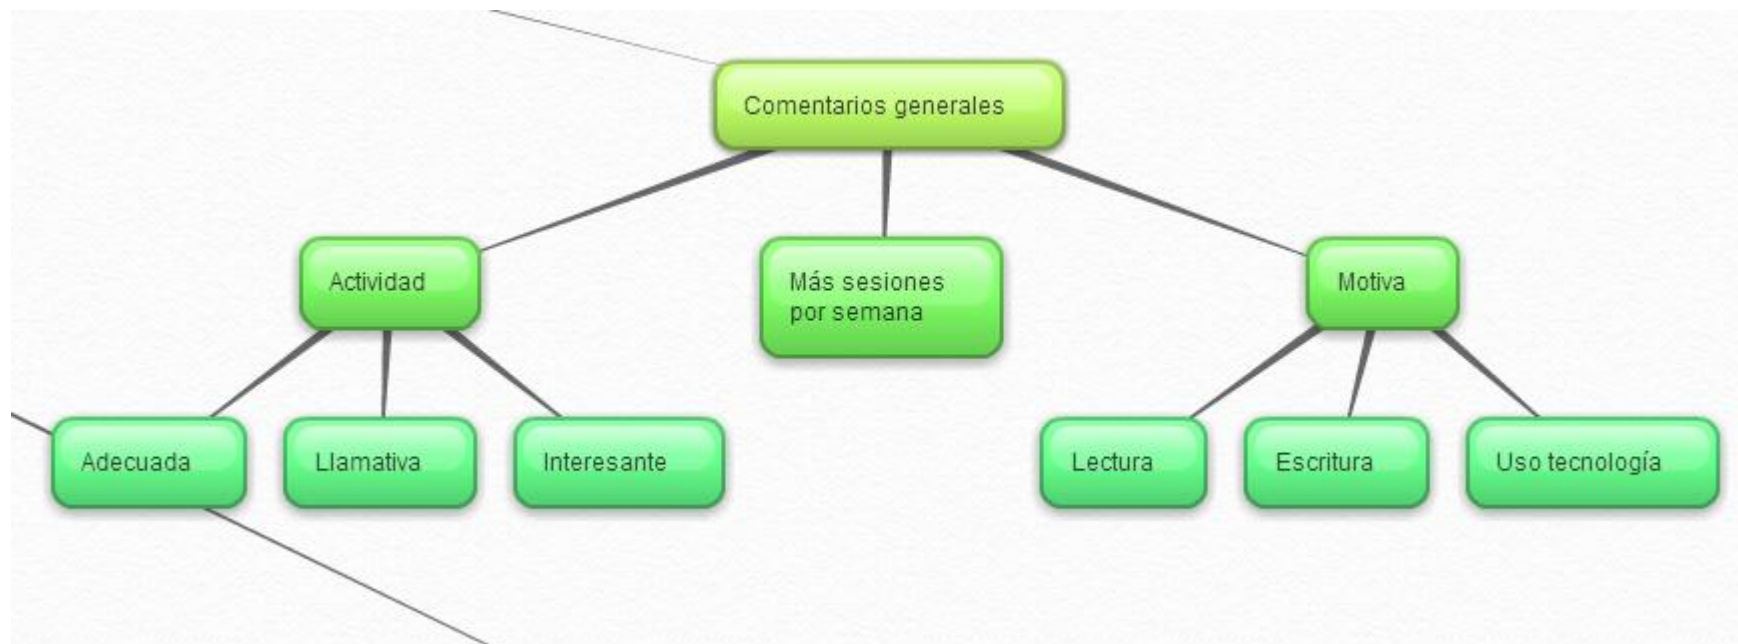 Comentarios generales
Actividad
Más sesiones
por semana
Motiva
Adecuada
Llamativa
Interesante
Lectura
Escritura
Uso tecnología